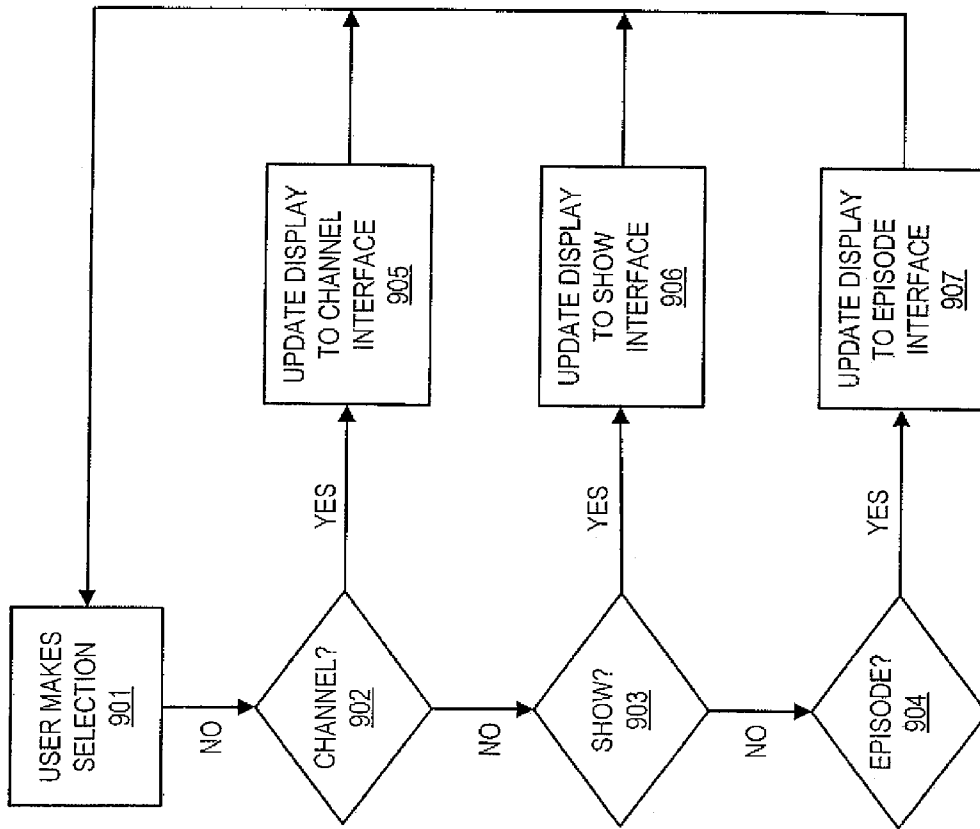 USER MAKES
SELECTION
901
NO
CHANNEL?
902
YES
UPDATE DISPLAY
TO CHANNEL
INTERFACE
905
NO
SHOW?
903
YES
UPDATE DISPLAY
TO SHOW
INTERFACE
906
NO
EPISODE?
904
YES
UPDATE DISPLAY
TO EPISODE
INTERFACE
907